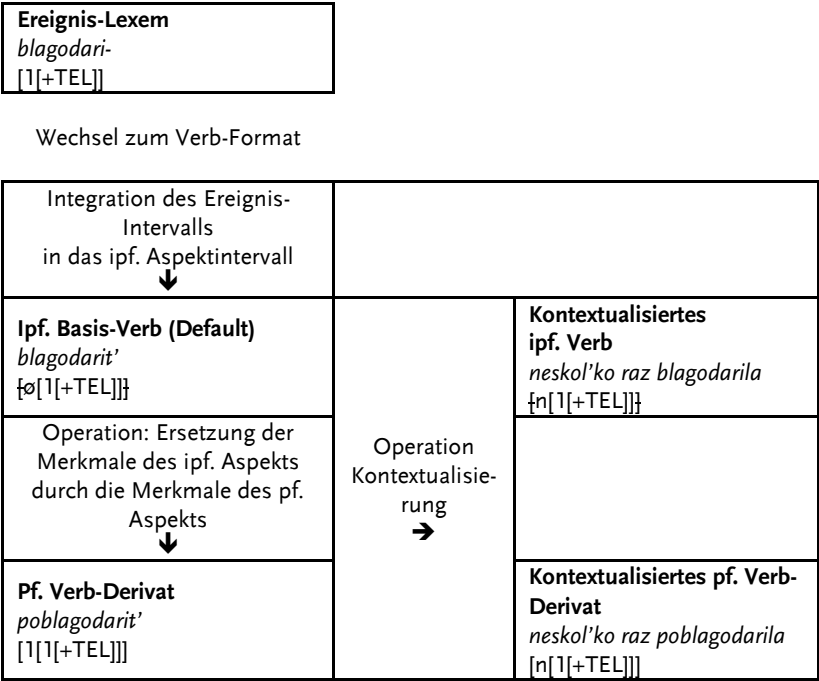 Ereignis-Lexem
blagodari-
[1[+TEL]]
Wechsel zum Verb-Format
Integration des Ereignis-
Intervalls
in das ipf. Aspektintervall
🡳
Ipf. Basis-Verb (Default)
blagodarit’
ɫø[1[+TEL]]ɫ
Kontextualisiertes
ipf. Verb
neskol’ko raz blagodarila
ɫn[1[+TEL]]ɫ
Operation: Ersetzung der
Merkmale des ipf. Aspekts
durch die Merkmale des pf.
Aspekts
🡳
Operation
Kontextualisie-
rung
➔
Pf. Verb-Derivat
poblagodarit’
[1[1[+TEL]]]
Kontextualisiertes pf. Verb-
Derivat
neskol’ko raz poblagodarila
[n[1[+TEL]]]